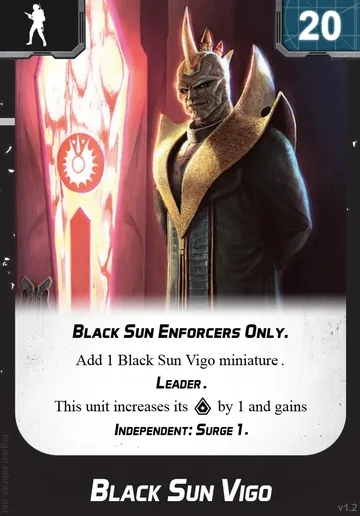 20
BLACK SUN ENFORCERS ONLY.
Add 1 Black Sun Vigo miniature.
LEADER.
This unit increases its by 1 and gains
INDEPENDENT: SURGE 1.
BLACK SUN VIGO
v1.2